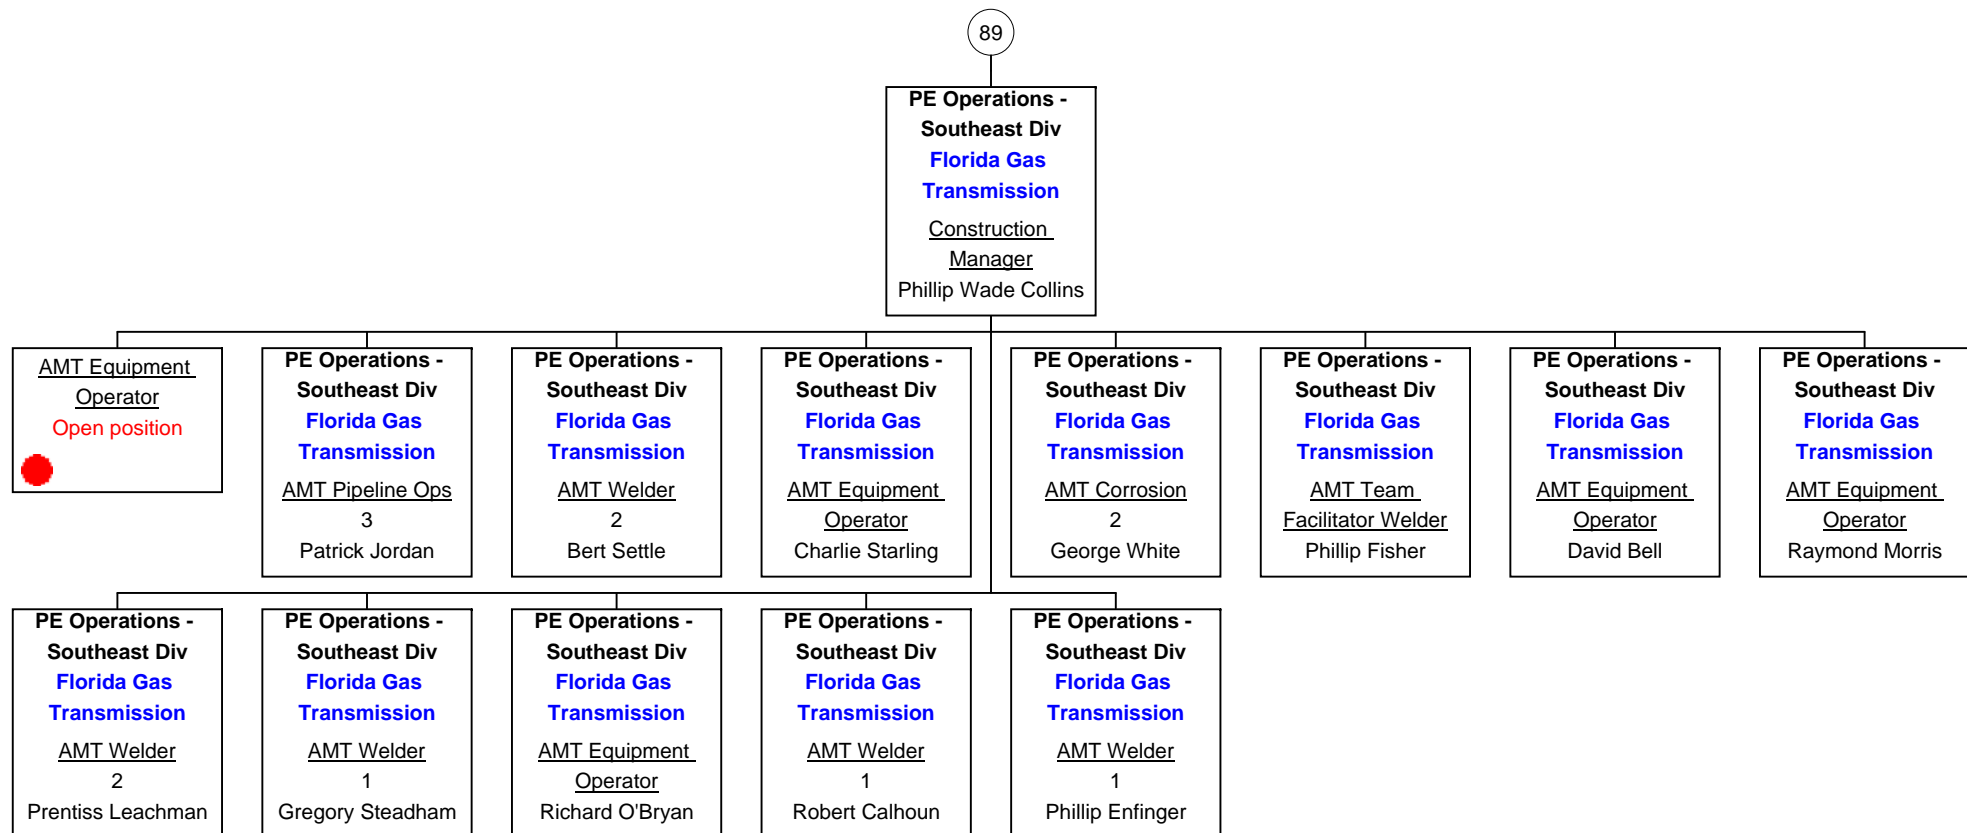 89
PE Operations -
Southeast Div
Florida Gas
Transmission
Construction
Manager
Phillip Wade Collins
AMT Equipment
Operator
Open position
PE Operations -
Southeast Div
Florida Gas
Transmission
AMT Pipeline Ops
3
Patrick Jordan
PE Operations -
Southeast Div
Florida Gas
Transmission
AMT Welder
2
Bert Settle
PE Operations -
Southeast Div
Florida Gas
Transmission
AMT Equipment
Operator
Charlie Starling
PE Operations -
Southeast Div
Florida Gas
Transmission
AMT Corrosion
2
George White
PE Operations -
Southeast Div
Florida Gas
Transmission
AMT Team
Facilitator Welder
Phillip Fisher
PE Operations -
Southeast Div
Florida Gas
Transmission
AMT Equipment
Operator
David Bell
PE Operations -
Southeast Div
Florida Gas
Transmission
AMT Equipment
Operator
Raymond Morris
PE Operations -
Southeast Div
Florida Gas
Transmission
AMT Welder
2
Prentiss Leachman
PE Operations -
Southeast Div
Florida Gas
Transmission
AMT Welder
1
Gregory Steadham
PE Operations -
Southeast Div
Florida Gas
Transmission
AMT Equipment
Operator
Richard O'Bryan
PE Operations -
Southeast Div
Florida Gas
Transmission
AMT Welder
1
Robert Calhoun
PE Operations -
Southeast Div
Florida Gas
Transmission
AMT Welder
1
Phillip Enfinger